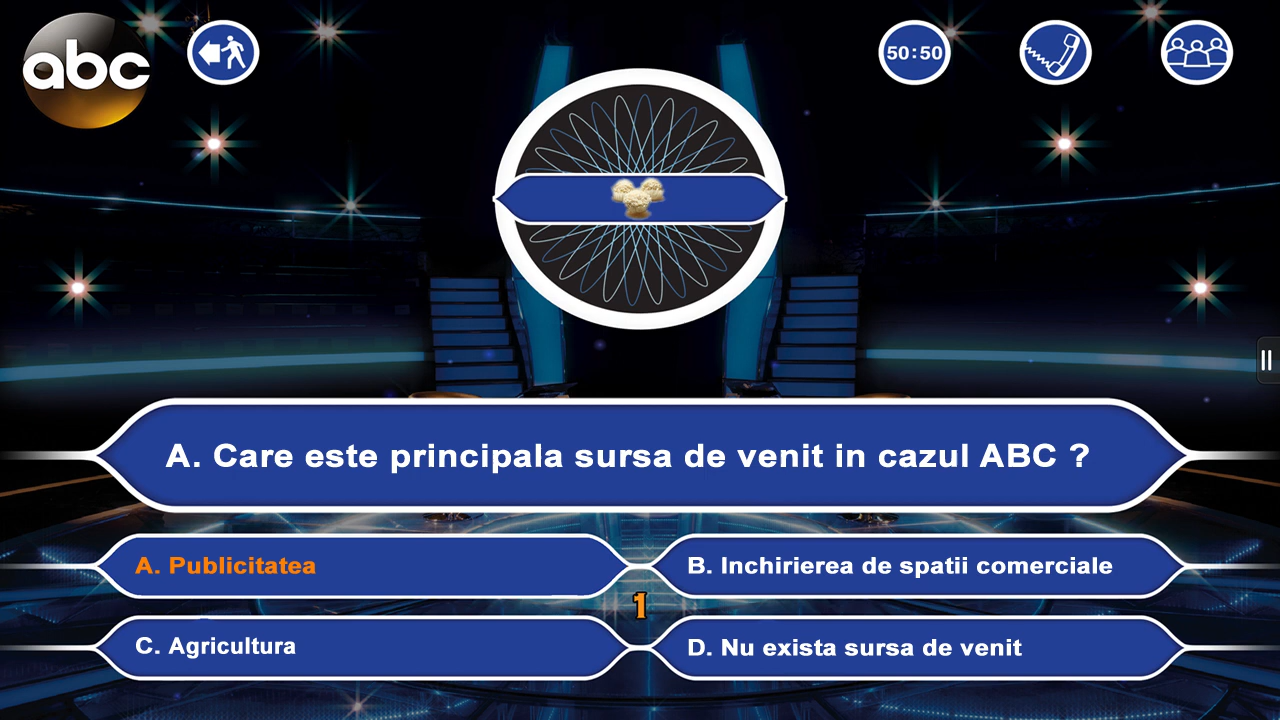 abc
50:50
A. Care este principala sursa de venit in cazul ABC ?
A. Publicitatea
B. Inchirierea de spatii comerciale
1
C. Agricultura
D. Nu exista sursa de venit